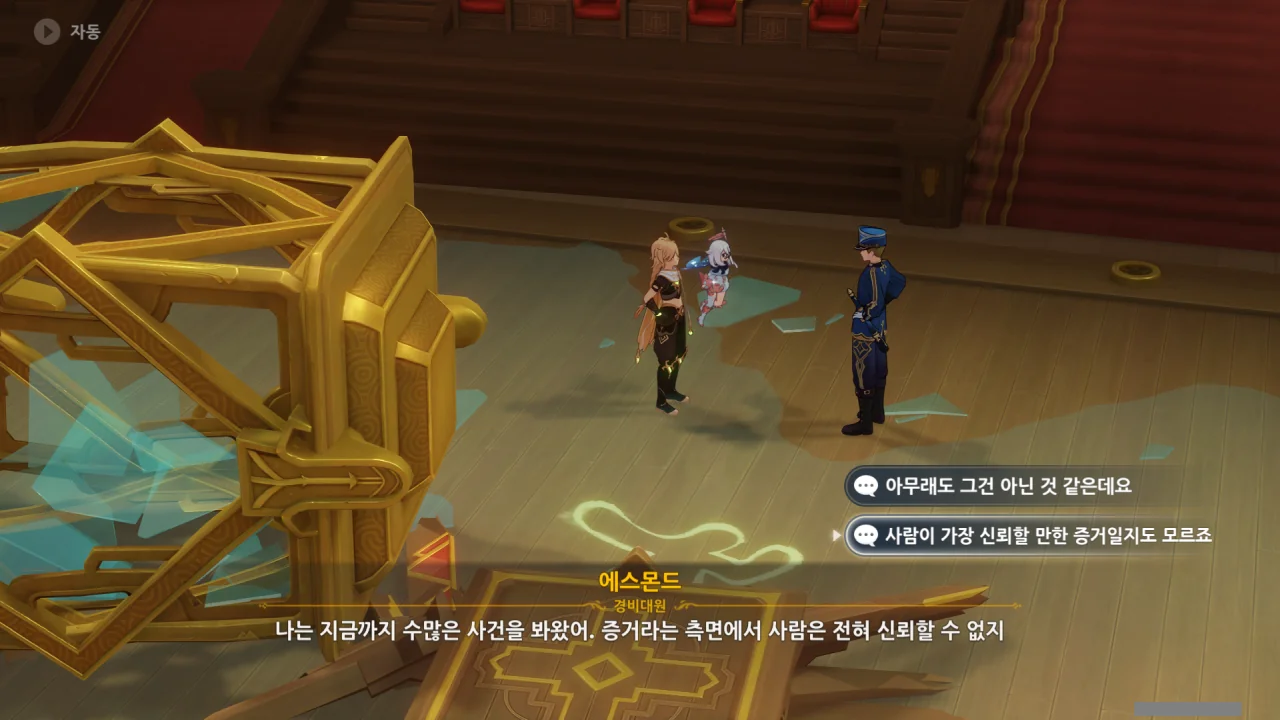 자동
아무래도 그건 아닌 것 같은데요
사람이 가장 신뢰할 만한 증거일지도 모르죠
에스몬드
경비대원
나는 지금까지 수많은 사건을 봐왔어. 증거라는 측면에서 사람은 전혀 신뢰할 수 없지